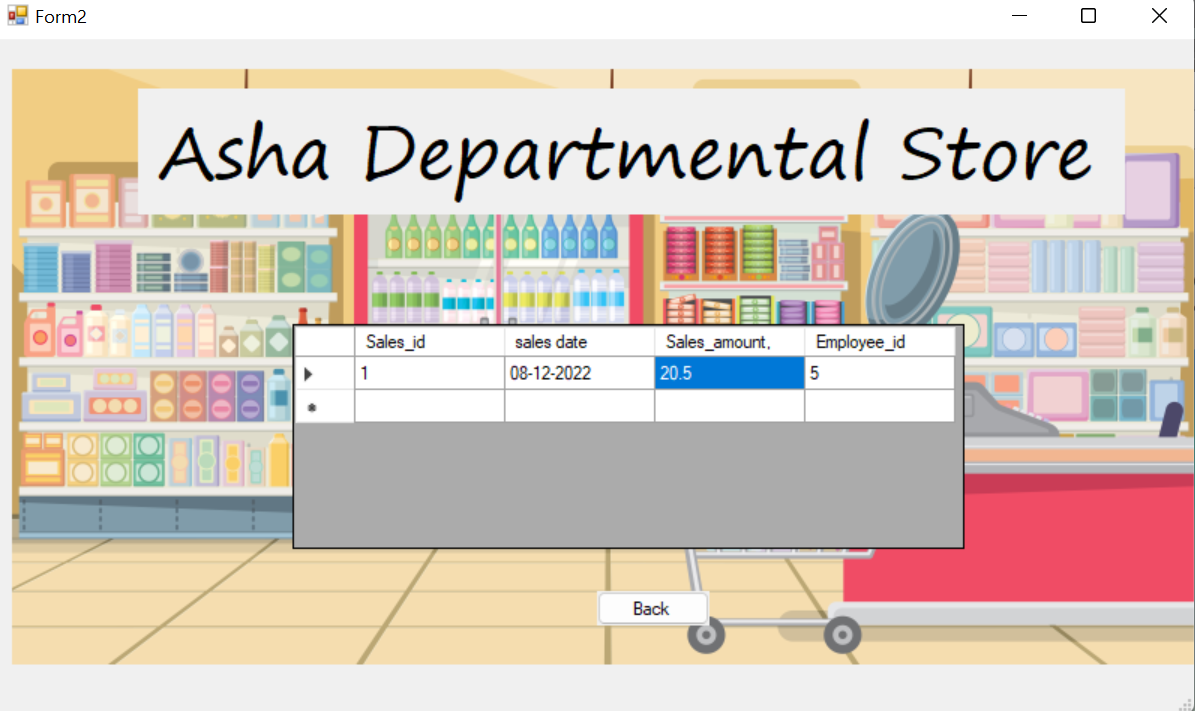 Form2
Asha Departmental Store
Sales_id sales date Sales_amount, Employee_id
1 08-12-2022 20.5 5
Back